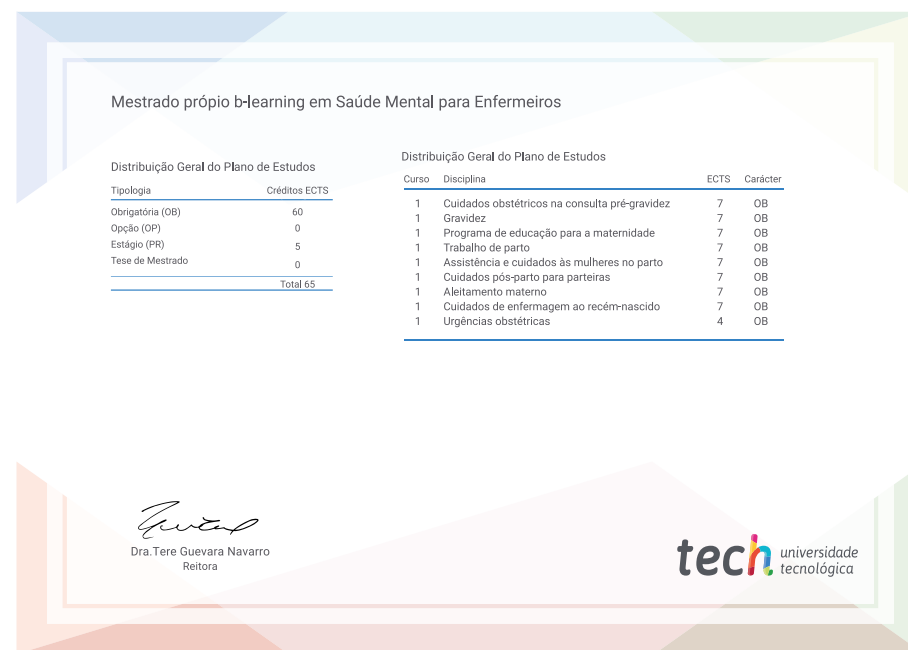 Mestrado própio b-learning em Saúde Mental para Enfermeiros
Distribuição Geral do Plano de Estudos
Tipologia Créditos ECTS
Obrigatória (OB) 60
Opção (OP) 0
Estágio (PR) 5
Tese de Mestrado 0
Total 65
Distribuição Geral do Plano de Estudos
Curso Disciplina ECTS Carácter
1 Cuidados obstétricos na consulta pré-gravidez 7 OB
1 Gravidez 7 OB
1 Programa de educação para a maternidade 7 OB
1 Trabalho de parto 7 OB
1 Assistência e cuidados às mulheres no parto 7 OB
1 Cuidados pós-parto para parteiras 7 OB
1 Aleitamento materno 7 OB
1 Cuidados de enfermagem ao recém-nascido 7 OB
1 Urgências obstétricas 4 OB
Dra.Tere Guevara Navarro
Reitora
tech universidade
tecnológica